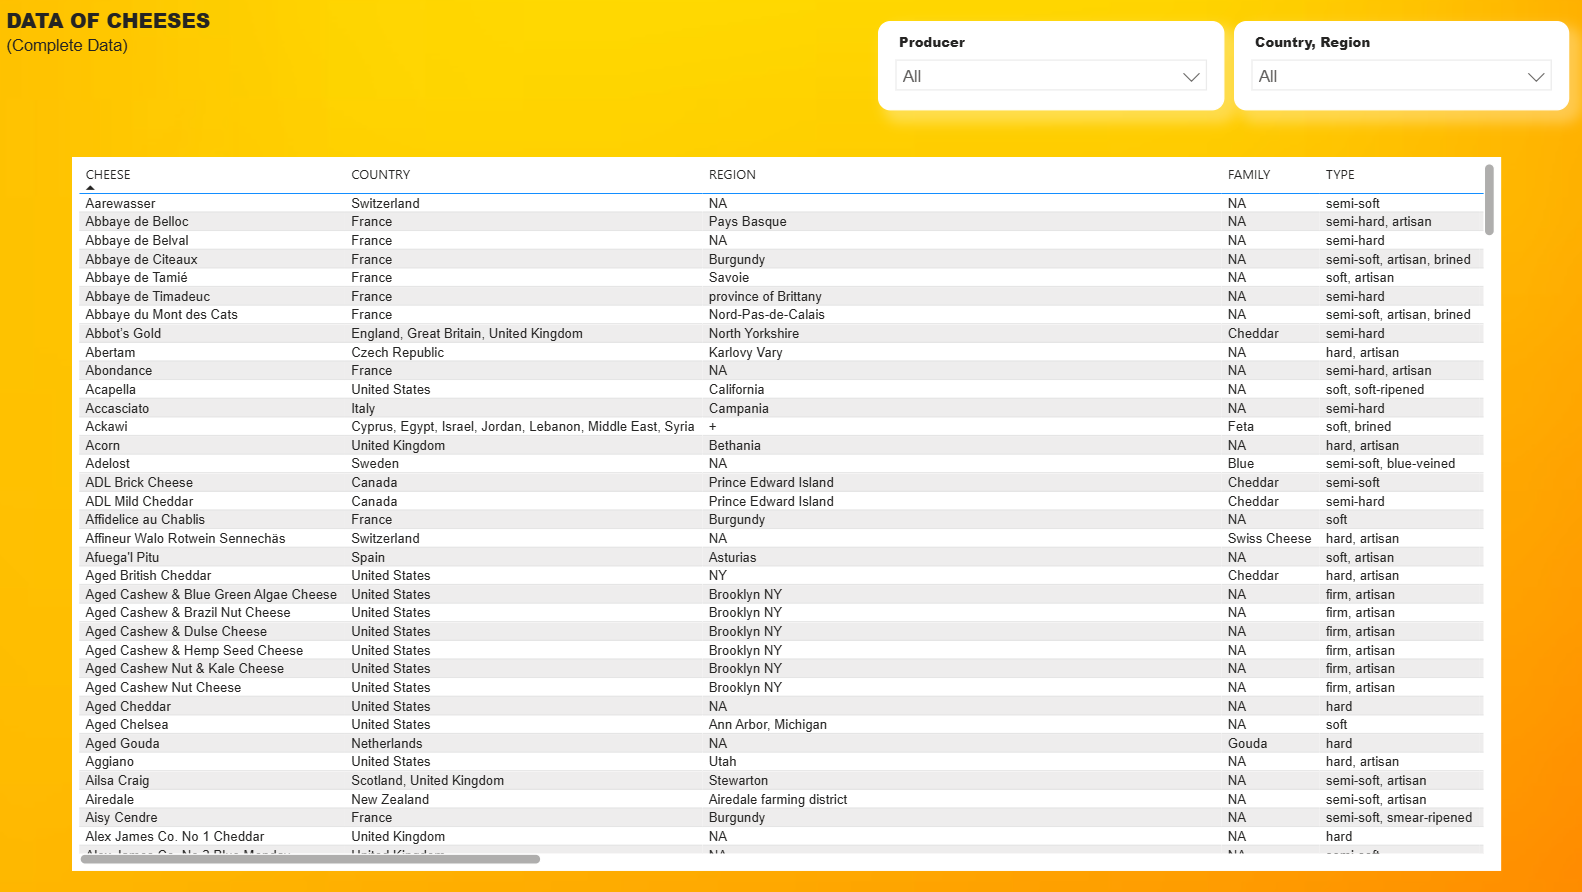 DATA OF CHEESES
(Complete Data)
Producer
All
Country, Region
All
CHEESE COUNTRY REGION FAMILY TYPE
Aarewasser Switzerland NA NA semi-soft
Abbaye de Belloc France Pays Basque NA semi-hard, artisan
Abbaye de Belval France NA NA semi-hard
Abbaye de Citeaux France Burgundy NA semi-soft, artisan, brined
Abbaye de Tamié France Savoie NA soft, artisan
Abbaye de Timadeuc France province of Brittany NA semi-hard
Abbaye du Mont des Cats France Nord-Pas-de-Calais NA semi-soft, artisan, brined
Abbot's Gold England, Great Britain, United Kingdom North Yorkshire Cheddar semi-hard
Abertam Czech Republic Karlovy Vary NA hard, artisan
Abondance France NA NA semi-hard, artisan
Acapella United States California NA soft, soft-ripened
Accasciato Italy Campania NA semi-hard
Ackawi Cyprus, Egypt, Israel, Jordan, Lebanon, Middle East, Syria + Feta soft, brined
Acorn United Kingdom Bethania NA hard, artisan
Adelost Sweden NA Blue semi-soft, blue-veined
ADL Brick Cheese Canada Prince Edward Island Cheddar semi-soft
ADL Mild Cheddar Canada Prince Edward Island Cheddar semi-hard
Affidelice au Chablis France Burgundy NA soft
Affineur Walo Rotwein Sennechäs Switzerland NA Swiss Cheese hard, artisan
Afuega'l Pitu Spain Asturias NA soft, artisan
Aged British Cheddar United States NY Cheddar hard, artisan
Aged Cashew & Blue Green Algae Cheese United States Brooklyn NY NA firm, artisan
Aged Cashew & Brazil Nut Cheese United States Brooklyn NY NA firm, artisan
Aged Cashew & Dulse Cheese United States Brooklyn NY NA firm, artisan
Aged Cashew & Hemp Seed Cheese United States Brooklyn NY NA firm, artisan
Aged Cashew Nut & Kale Cheese United States Brooklyn NY NA firm, artisan
Aged Cashew Nut Cheese United States Brooklyn NY NA firm, artisan
Aged Cheddar United States NA NA hard
Aged Chelsea United States Ann Arbor, Michigan NA soft
Aged Gouda Netherlands NA Gouda hard
Aggiano United States Utah NA hard, artisan
Ailsa Craig Scotland, United Kingdom Stewarton NA semi-soft, artisan
Airedale New Zealand Airedale farming district NA semi-soft, artisan
Aisy Cendre France Burgundy NA semi-soft, smear-ripened
Alex James Co. No 1 Cheddar United Kingdom NA NA hard